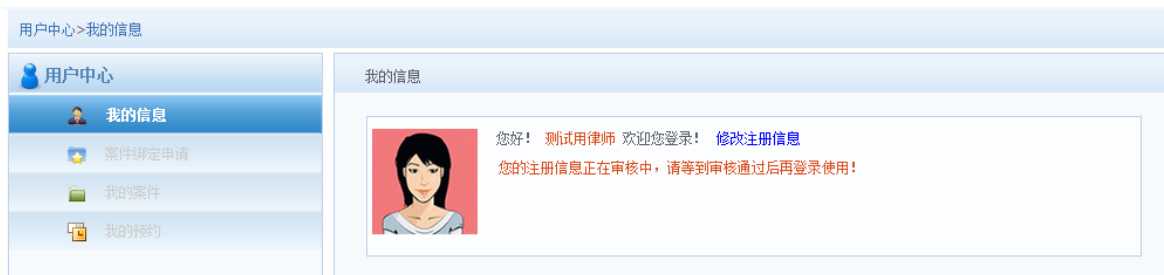 用户中心>我的信息
用户中心
我的信息
案件绑定申请
我的案件
我的预约
我的信息
您好！ 测试用律师 欢迎您登录！ 修改注册信息
您的注册信息正在审核中，请等到审核通过后再登录使用！